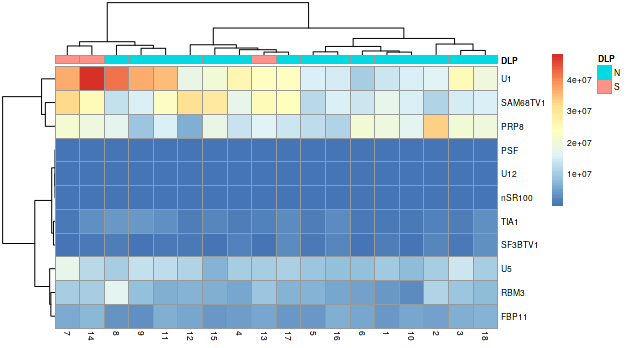 DLP
U1
SAM68TV1
PRP8
PSF
U12
nSR100
TIA1
SF3BTV1
U5
RBM3
FBP11
7 14 8 9 11 12 15 4 13 17 5 16 6 1 10 2 3 18
4e+07
3e+07
2e+07
1e+07
DLP
N
S